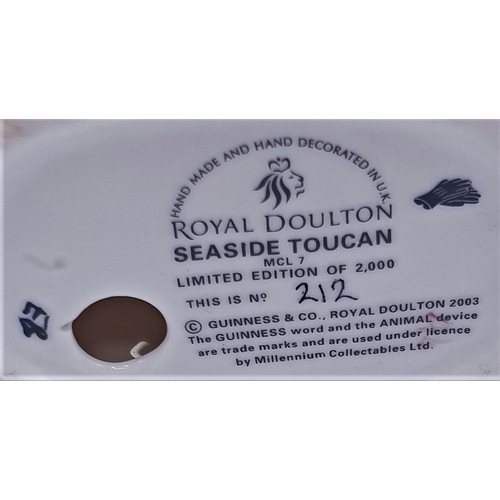 HAND MADE AND HAND DECORATED IN U.K.
ROYAL DOULTON
SEASIDE TOUCAN
MCL 7
LIMITED EDITION OF 2,000
THIS IS Nº 212
© GUINNESS & CO., ROYAL DOULTON 2003
The GUINNESS word and the ANIMAL device
are trade marks and are used under licence
by Millennium Collectables Ltd.